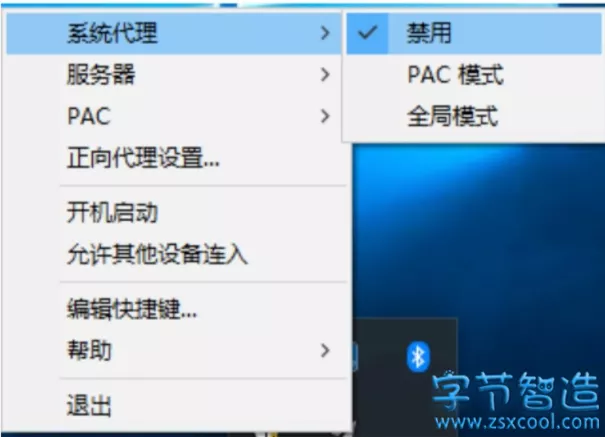 系统代理
禁用
服务器
PAC 模式
PAC
全局模式
正向代理设置...
开机启动
允许其他设备连入
编辑快捷键...
帮助
退出
字节智造
www.zsxcool.com